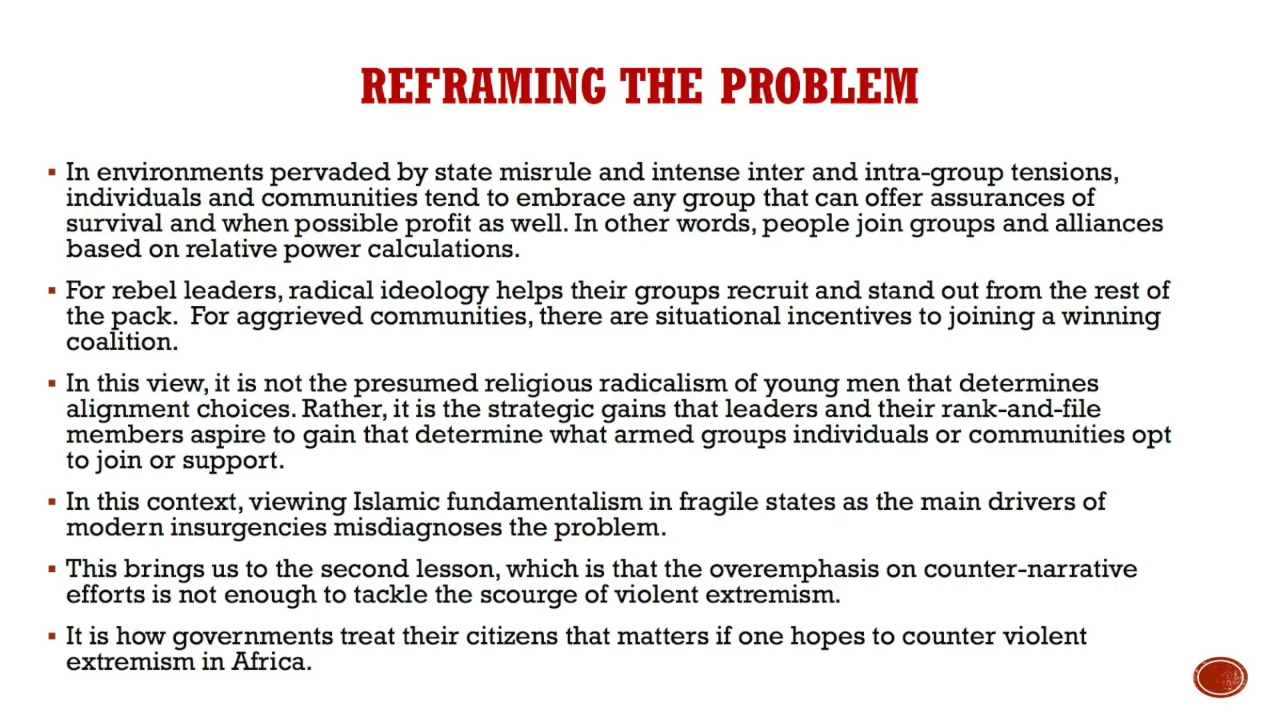 REFRAMING THE PROBLEM
▪ In environments pervaded by state misrule and intense inter and intra-group tensions,
individuals and communities tend to embrace any group that can offer assurances of
survival and when possible profit as well. In other words, people join groups and alliances
based on relative power calculations.
▪ For rebel leaders, radical ideology helps their groups recruit and stand out from the rest of
the pack.  For aggrieved communities, there are situational incentives to joining a winning
coalition.
▪ In this view, it is not the presumed religious radicalism of young men that determines
alignment choices. Rather, it is the strategic gains that leaders and their rank-and-file
members aspire to gain that determine what armed groups individuals or communities opt
to join or support.
▪ In this context, viewing Islamic fundamentalism in fragile states as the main drivers of
modern insurgencies misdiagnoses the problem.
▪ This brings us to the second lesson, which is that the overemphasis on counter-narrative
efforts is not enough to tackle the scourge of violent extremism.
▪ It is how governments treat their citizens that matters if one hopes to counter violent
extremism in Africa.